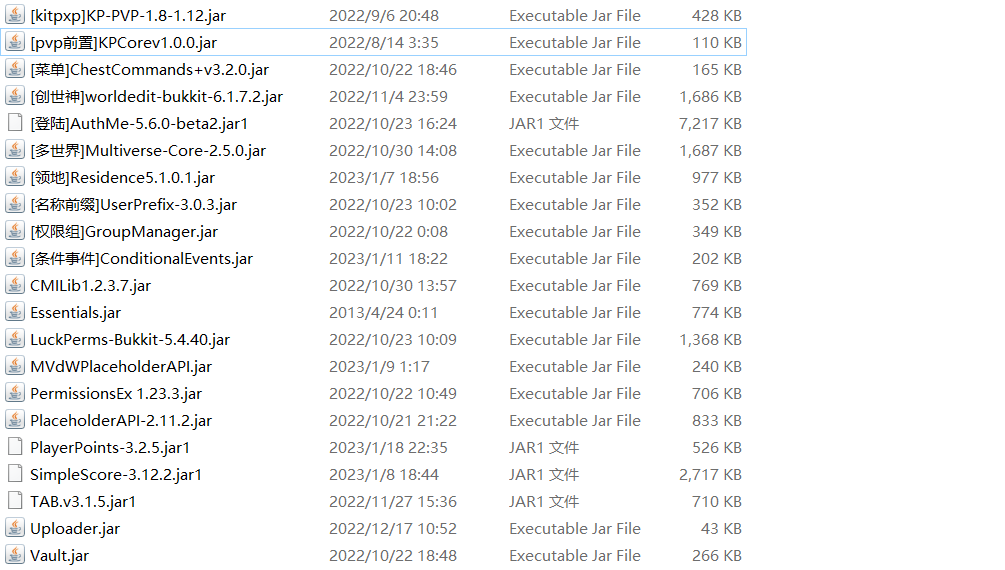 [kitpxp]KP-PVP-1.8-1.12.jar 2022/9/6 20:48 Executable Jar File 428 KB
[pvp前置]KPCorev1.0.0.jar 2022/8/14 3:35 Executable Jar File 110 KB
[菜单]ChestCommands+v3.2.0.jar 2022/10/22 18:46 Executable Jar File 165 KB
[创世神]worldedit-bukkit-6.1.7.2.jar 2022/11/4 23:59 Executable Jar File 1,686 KB
[登陆]AuthMe-5.6.0-beta2.jar1 2022/10/23 16:24 JAR1 文件 7,217 KB
[多世界]Multiverse-Core-2.5.0.jar 2022/10/30 14:08 Executable Jar File 1,687 KB
[领地]Residence5.1.0.1.jar 2023/1/7 18:56 Executable Jar File 977 KB
[名称前缀]UserPrefix-3.0.3.jar 2022/10/23 10:02 Executable Jar File 352 KB
[权限组]GroupManager.jar 2022/10/22 0:08 Executable Jar File 349 KB
[条件事件]ConditionalEvents.jar 2023/1/11 18:22 Executable Jar File 202 KB
CMILib1.2.3.7.jar 2022/10/30 13:57 Executable Jar File 769 KB
Essentials.jar 2013/4/24 0:11 Executable Jar File 774 KB
LuckPerms-Bukkit-5.4.40.jar 2022/10/23 10:09 Executable Jar File 1,368 KB
MVdWPlaceholderAPI.jar 2023/1/9 1:17 Executable Jar File 240 KB
PermissionsEx 1.23.3.jar 2022/10/22 10:49 Executable Jar File 706 KB
PlaceholderAPI-2.11.2.jar 2022/10/21 21:22 Executable Jar File 833 KB
PlayerPoints-3.2.5.jar1 2023/1/18 22:35 JAR1 文件 526 KB
SimpleScore-3.12.2.jar1 2023/1/8 18:44 JAR1 文件 2,717 KB
TAB.v3.1.5.jar1 2022/11/27 15:36 JAR1 文件 710 KB
Uploader.jar 2022/12/17 10:52 Executable Jar File 43 KB
Vault.jar 2022/10/22 18:48 Executable Jar File 266 KB